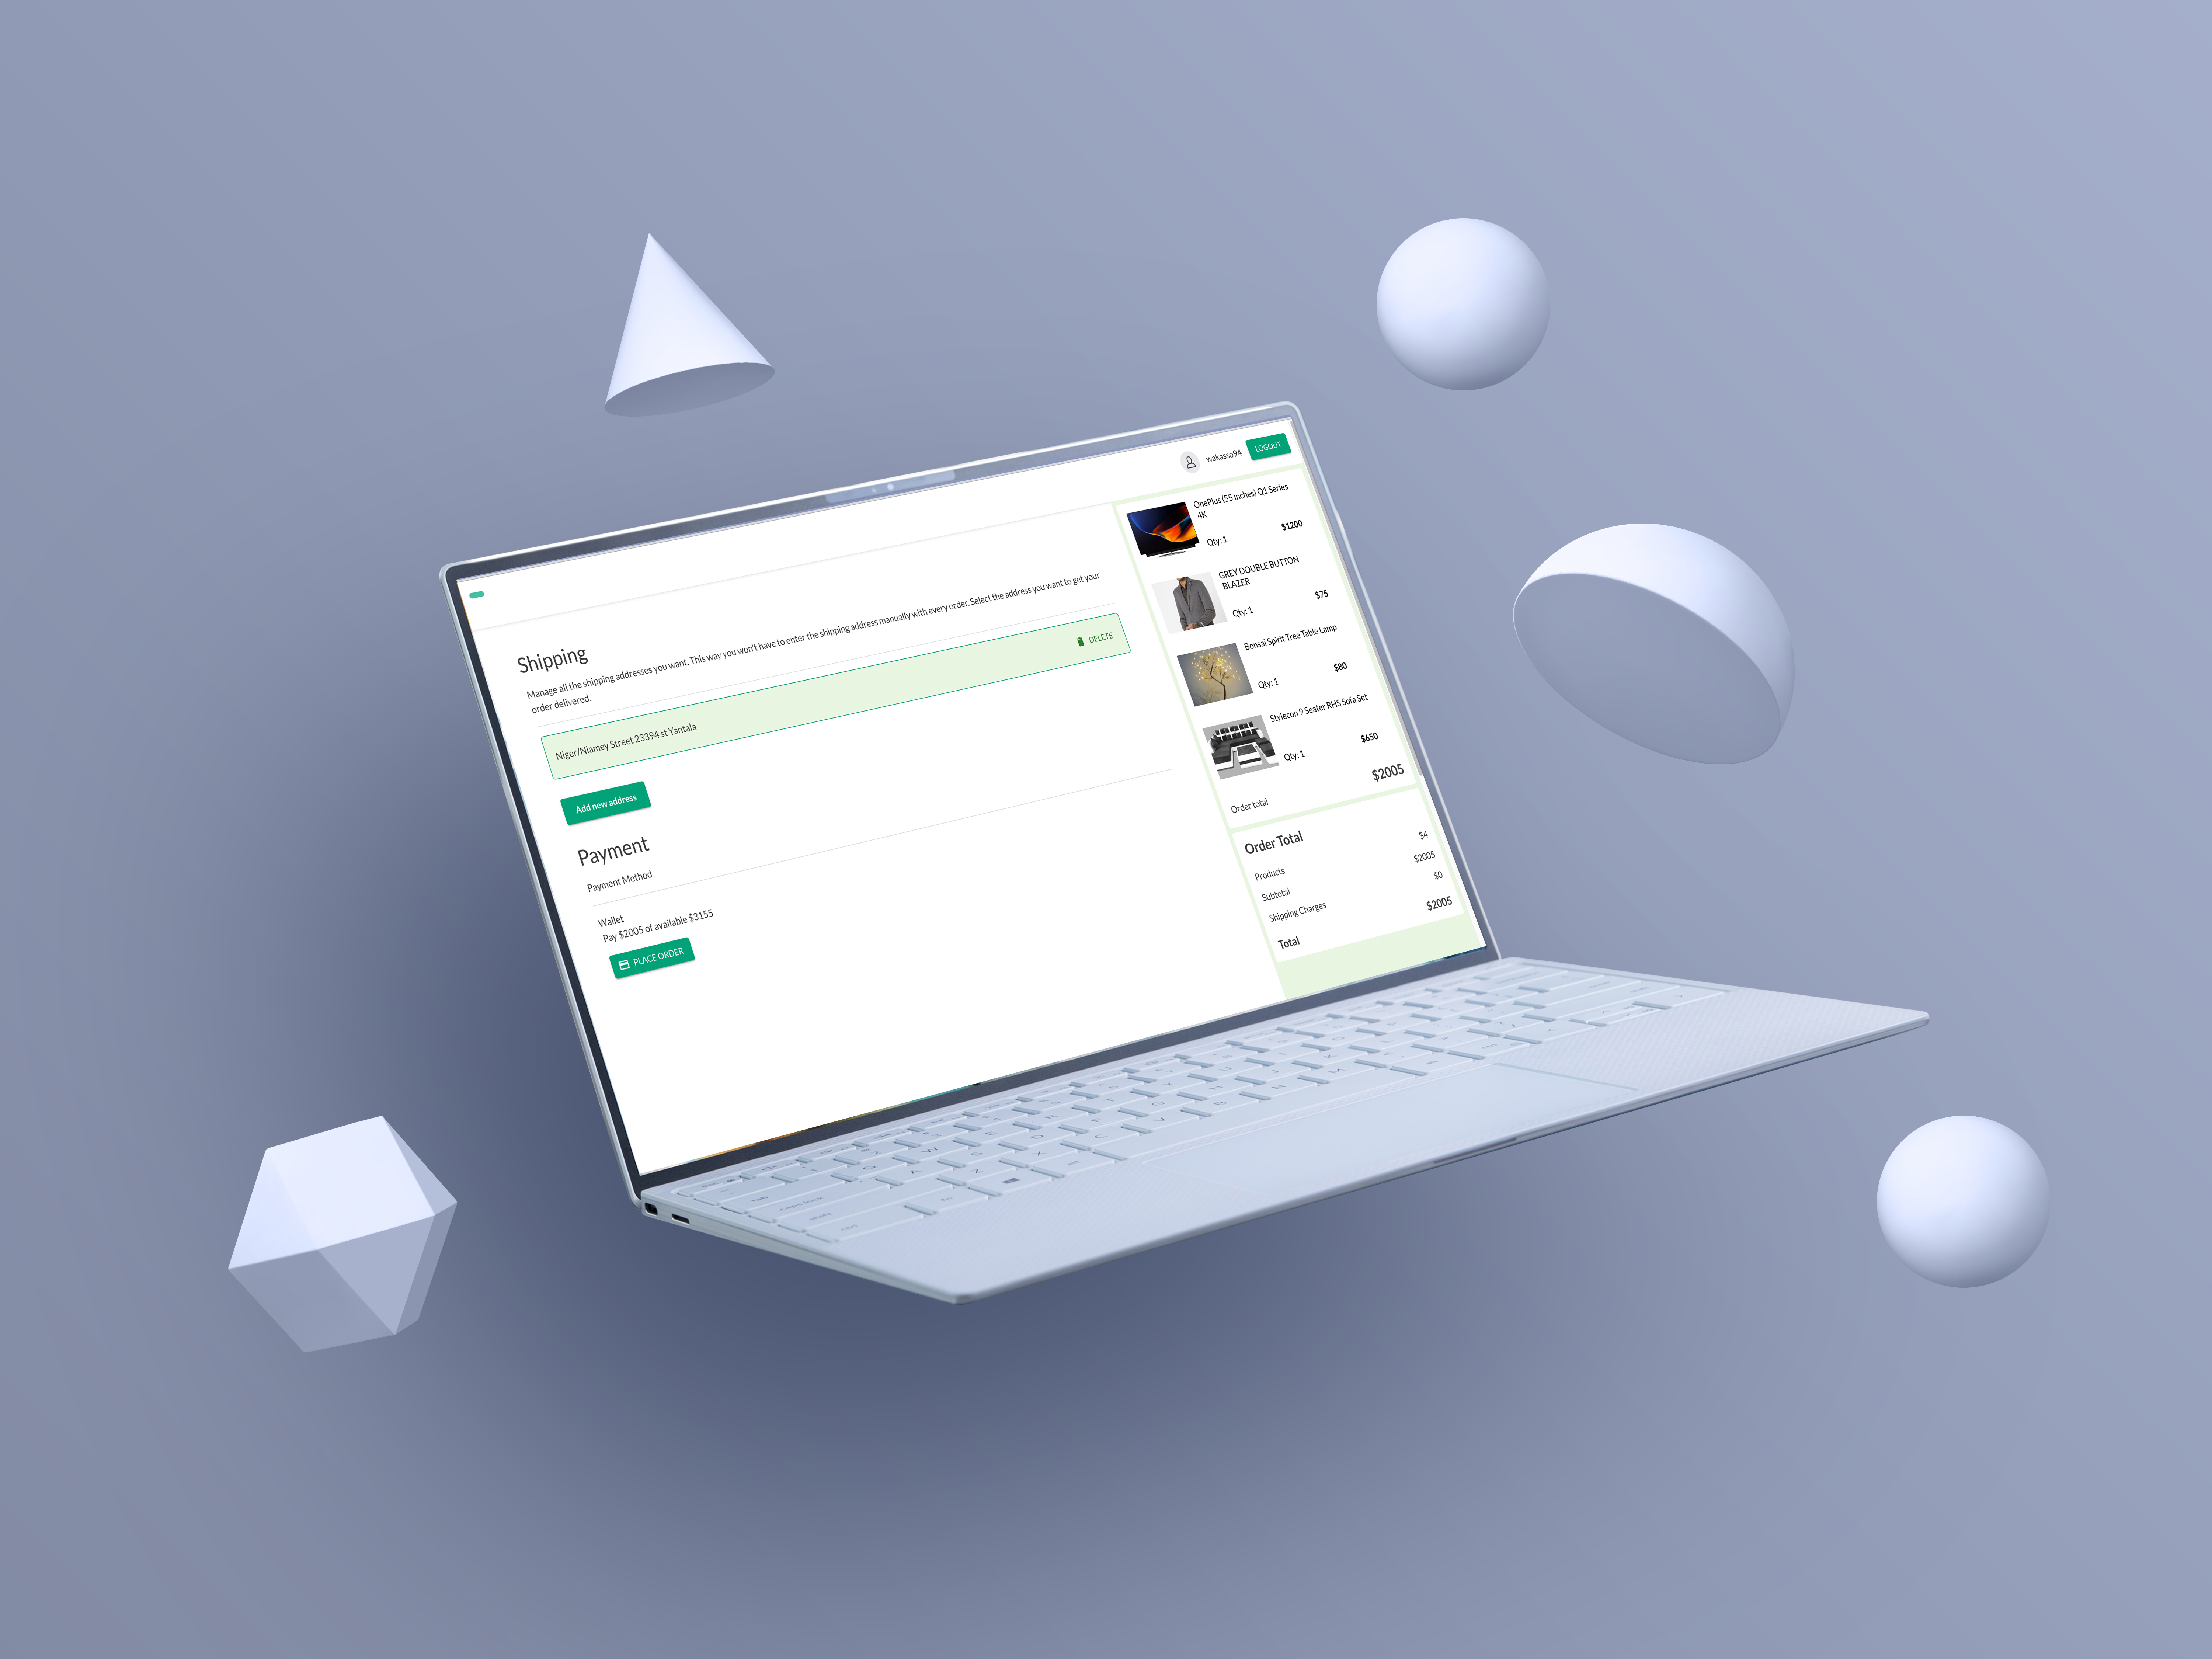 wakasso94
LOGOUT
Shipping
Manage all the shipping addresses you want. This way you won't have to enter the shipping address manually with every order. Select the address you want to get your
order delivered.
Niger/Niamey Street 23394 st Yantala
DELETE
Add new address
Payment
Payment Method
Wallet
Pay $2005 of available $3155
PLACE ORDER
OnePlus (55 inches) Q1 Series
4K
Qty: 1
$1200
GREY DOUBLE BUTTON
BLAZER
Qty: 1
$75
Bonsai Spirit Tree Table Lamp
Qty: 1
$80
Stylecon 9 Seater RHS Sofa Set
Qty: 1
$650
Order total
$2005
Order Total
Products
$4
Subtotal
$2005
Shipping Charges
$0
Total
$2005